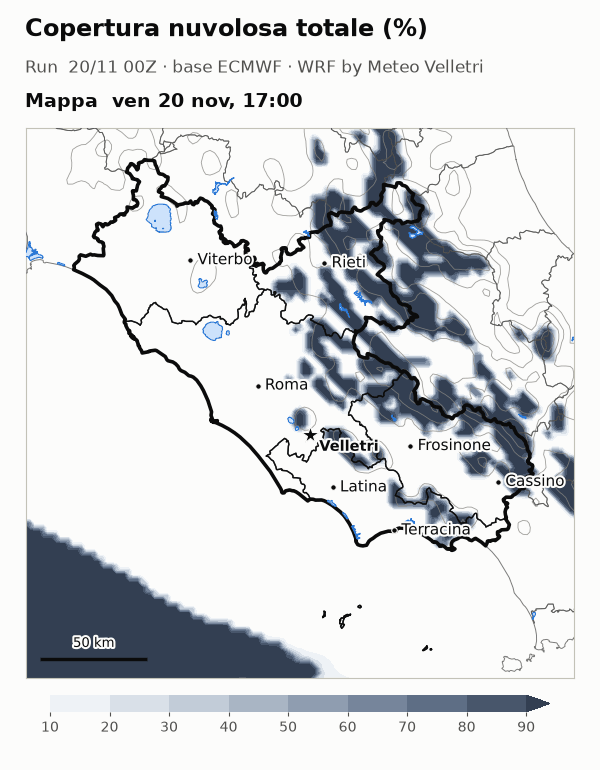 Copertura nuvolosa totale (%)
Run  20/11 00Z · base ECMWF · WRF by Meteo Velletri
Mappa  ven 20 nov, 17:00
Viterbo
Rieti
Roma
Velletri
Frosinone
Cassino
Latina
Terracina
50 km
10 20 30 40 50 60 70 80 90